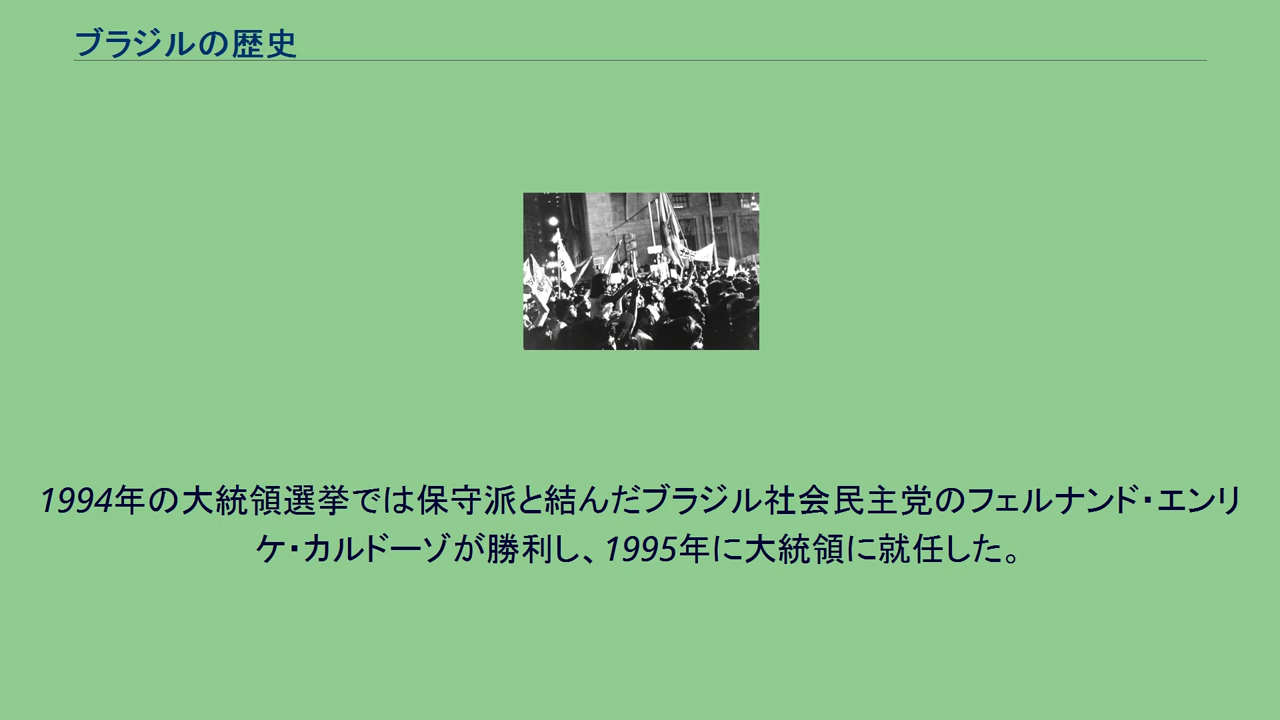 ブラジルの歴史
1994年の大統領選挙では保守派と結んだブラジル社会民主党のフェルナンド・エンリ
ケ・カルドーゾが勝利し、1995年に大統領に就任した。